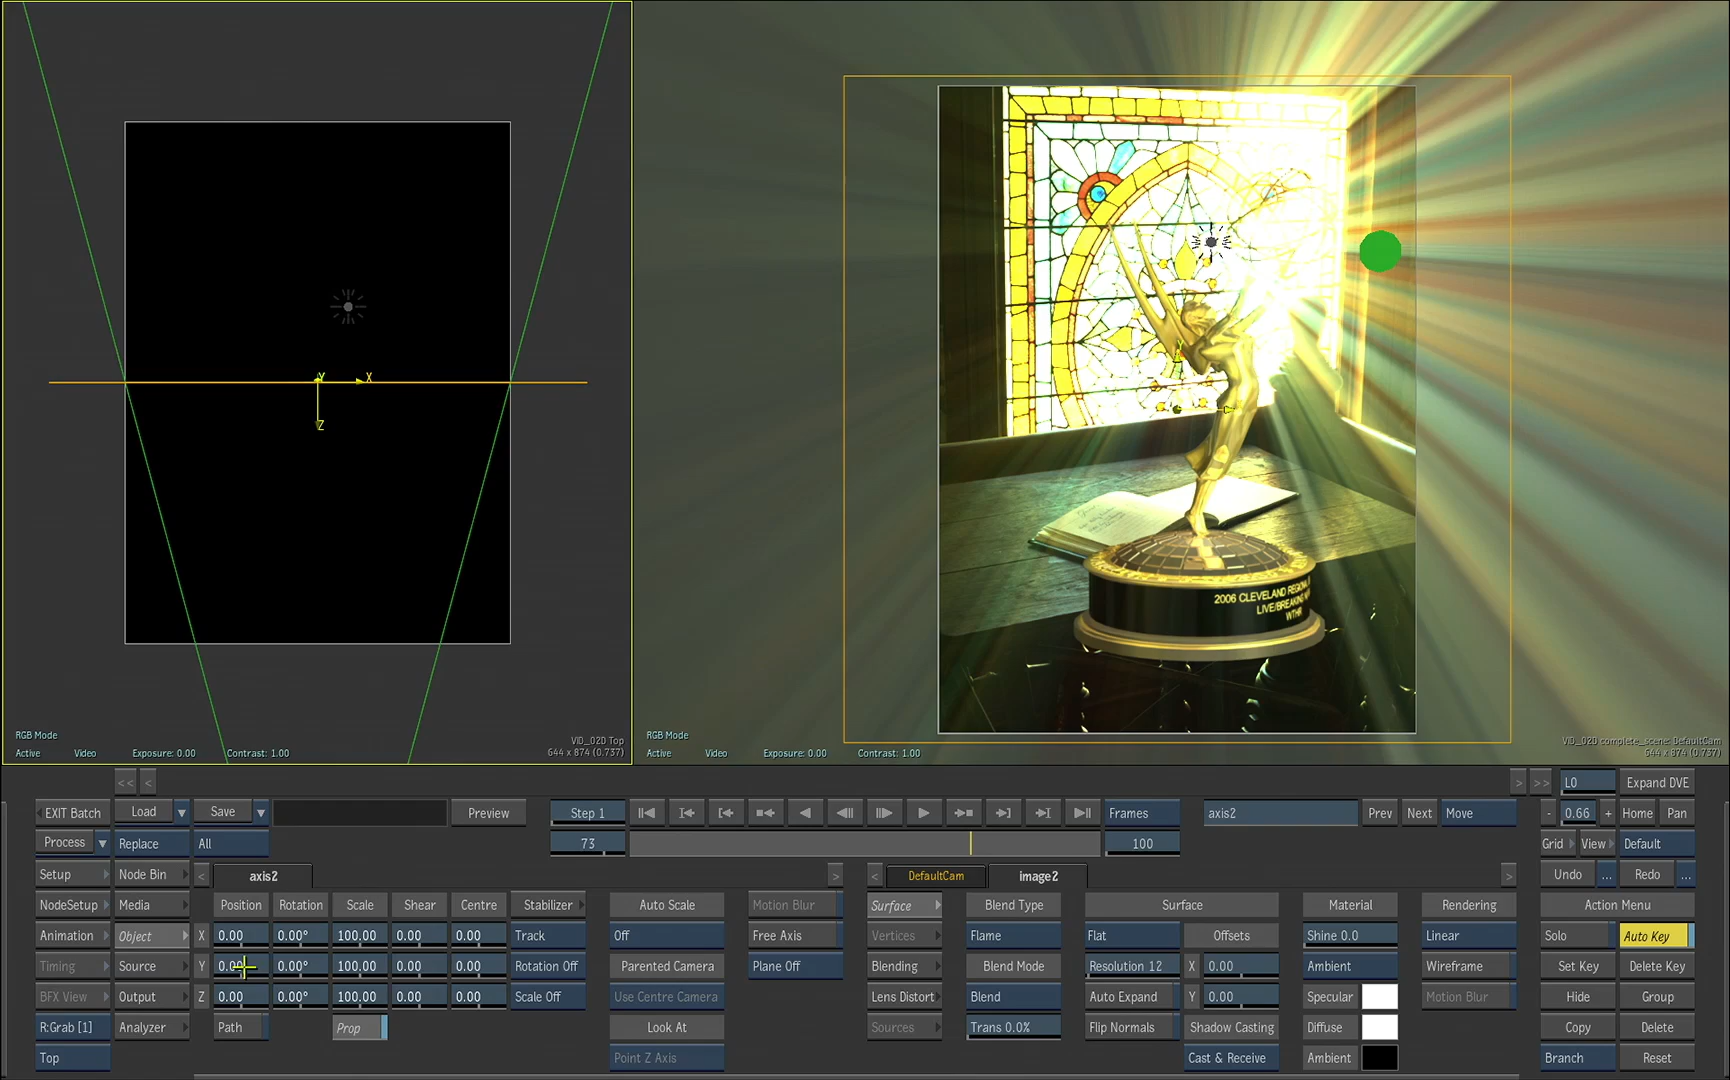 Y X
Z
2006 CLEVELAND REGIONAL
LIVE/BREAKING N
WTHR
RGB Mode
Active Video Exposure: 0.00 Contrast: 1.00
VID_02D Top
644 x 874 (0.737)
RGB Mode
Active Video Exposure: 0.00 Contrast: 1.00
VID_02D complete_scene: DefaultCam
644 x 874 (0.737)
<< < > >> L0 Expand DVE
EXIT Batch Load Save Preview Step 1 Frames axis2 Prev Next Move - 0.66 + Home Pan
Process Replace All 73 100 Grid View Default
Setup Node Bin < axis2 > < DefaultCam image2 > Undo ... Redo ...
NodeSetup Media Position Rotation Scale Shear Centre Stabilizer Auto Scale Motion Blur Surface Blend Type Surface Material Rendering Action Menu
Animation Object X 0.00 0.00° 100.00 0.00 0.00 Track Off Free Axis Vertices Flame Flat Offsets Shine 0.0 Linear Solo Auto Key
Timing Source Y 0.00 0.00° 100.00 0.00 0.00 Rotation Off Parented Camera Plane Off Blending Blend Mode Resolution 12 X 0.00 Ambient Wireframe Set Key Delete Key
BFX View Output Z 0.00 0.00° 100.00 0.00 0.00 Scale Off Use Centre Camera Lens Distort Blend Auto Expand Y 0.00 Specular Motion Blur Hide Group
R:Grab [1] Analyzer Path Prop Look At Sources Trans 0.0% Flip Normals Shadow Casting Diffuse Copy Delete
Top Point Z Axis Cast & Receive Ambient Branch Reset